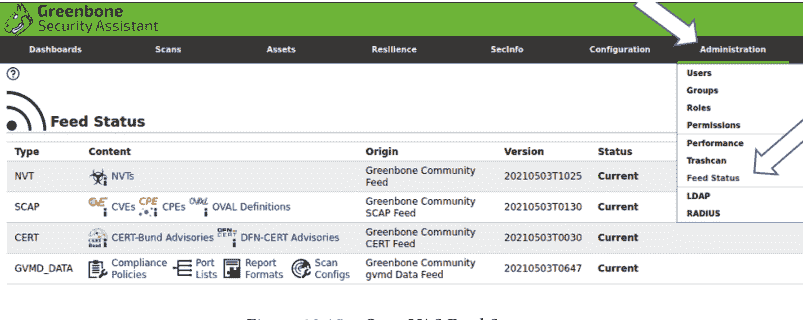 Greenbone
Security Assistant
Dashboards Scans Assets Resilience SecInfo Configuration Administration
Users
Groups
Roles
Permissions
Performance
Trashcan
Feed Status
LDAP
RADIUS
Feed Status
Type Content Origin Version Status
NVT NVTs Greenbone Community Feed 20210503T1025 Current
SCAP CVEs CPEs OVAL Definitions Greenbone Community SCAP Feed 20210503T0130 Current
CERT CERT-Bund Advisories DFN-CERT Advisories Greenbone Community CERT Feed 20210503T0030 Current
GVMD_DATA Compliance Policies Port Lists Report Formats Scan Configs Greenbone Community gvmd Data Feed 20210503T0647 Current